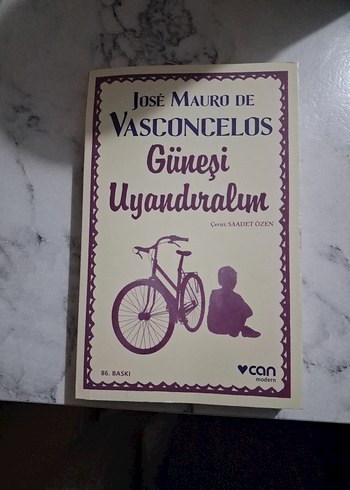 JOSÉ MAURO DE
VASCONCELOS
Güneşi
Uyandıralım
Çeviri: SAADET ÖZEN
86. BASKI
can
modern